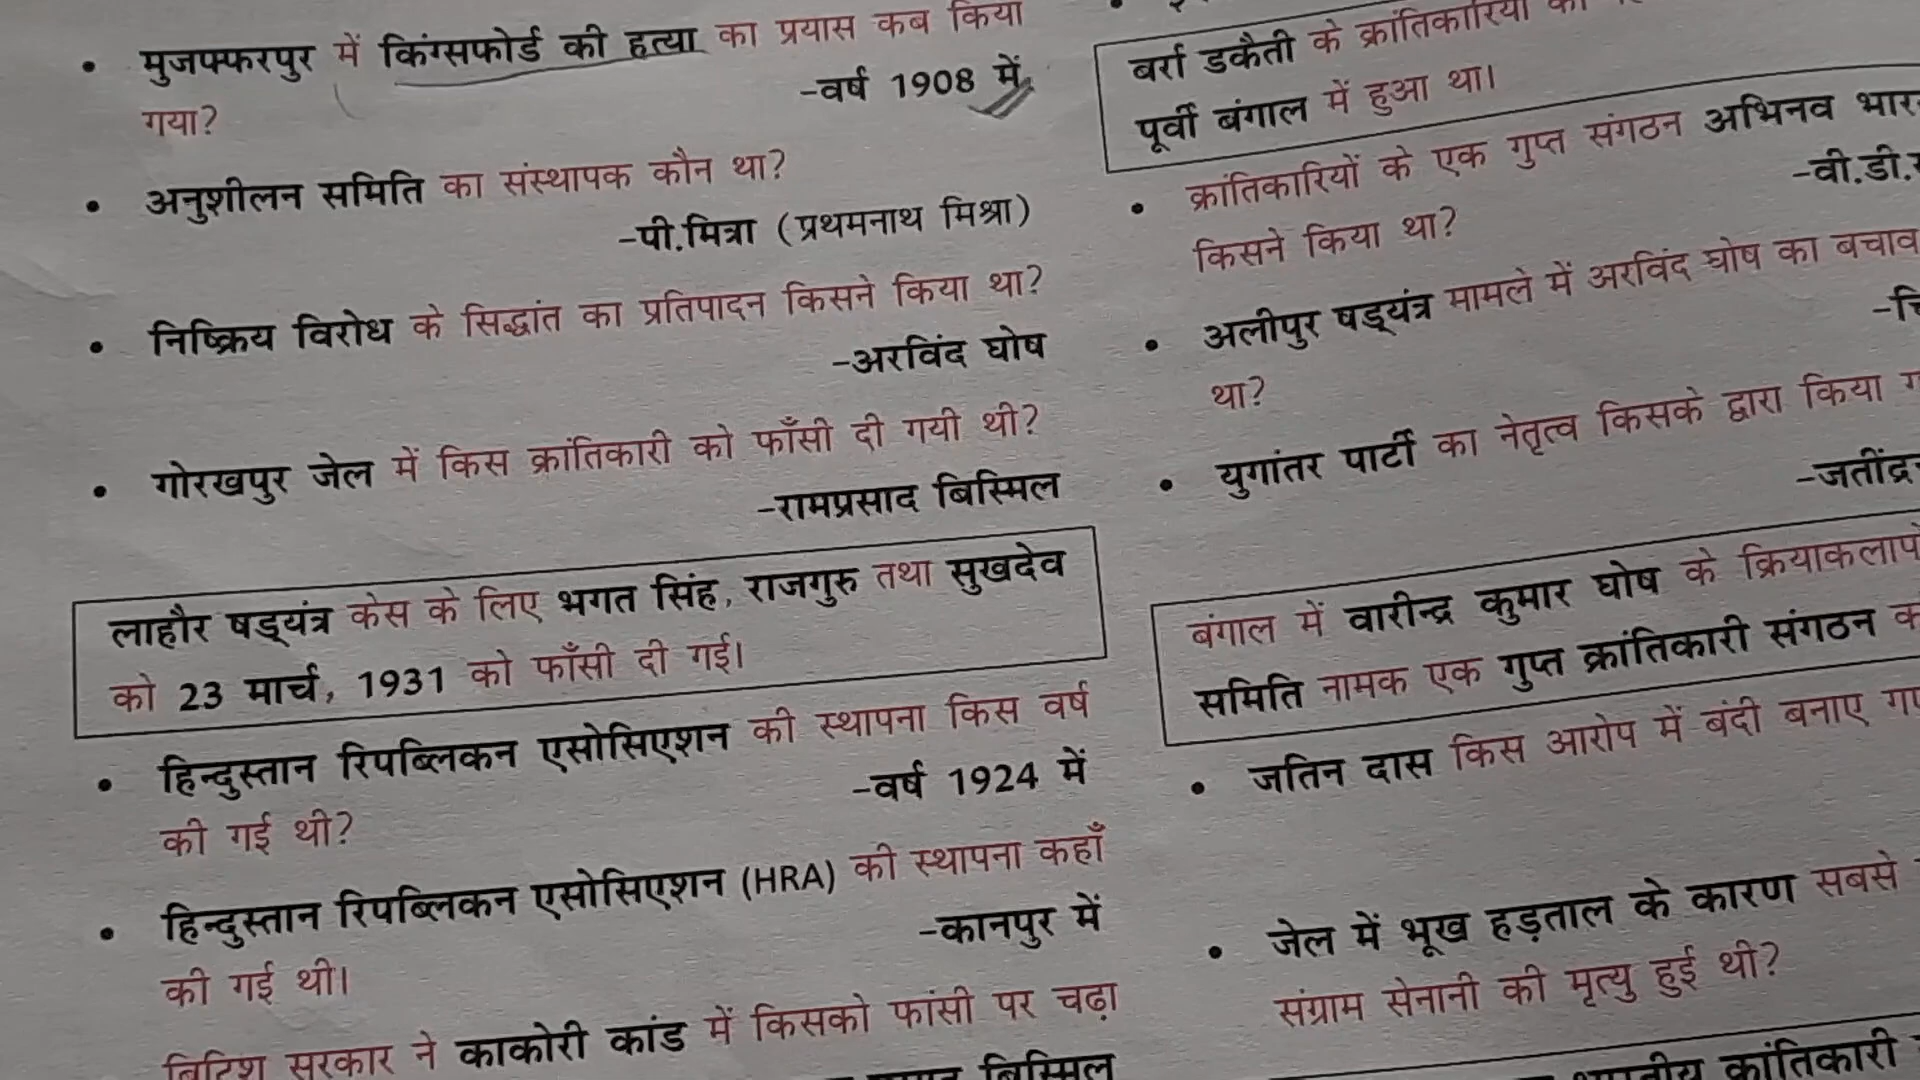 • मुजफ्फरपुर में किंग्सफोर्ड की हत्या का प्रयास कब किया
गया? -वर्ष 1908 में
• अनुशीलन समिति का संस्थापक कौन था?
-पी.मित्रा (प्रथमनाथ मिश्रा)
• निष्क्रिय विरोध के सिद्धांत का प्रतिपादन किसने किया था?
-अरविंद घोष
• गोरखपुर जेल में किस क्रांतिकारी को फाँसी दी गयी थी?
-रामप्रसाद बिस्मिल
लाहौर षड्यंत्र केस के लिए भगत सिंह, राजगुरु तथा सुखदेव
को 23 मार्च, 1931 को फाँसी दी गई।
• हिन्दुस्तान रिपब्लिकन एसोसिएशन की स्थापना किस वर्ष
की गई थी? -वर्ष 1924 में
• हिन्दुस्तान रिपब्लिकन एसोसिएशन (HRA) की स्थापना कहाँ
की गई थी। -कानपुर में
ब्रिटिश सरकार ने काकोरी कांड में किसको फांसी पर चढ़ा
बिस्मिल
बर्रा डकैती के क्रांतिकारियों
पूर्वी बंगाल में हुआ था।
• क्रांतिकारियों के एक गुप्त संगठन अभिनव
किसने किया था? -वी.डी.
• अलीपुर षड्यंत्र मामले में अरविंद घोष का बचाव
था?
• युगांतर पार्टी का नेतृत्व किसके द्वारा किया
बंगाल में वारीन्द्र कुमार घोष के
समिति नामक एक गुप्त क्रांतिकारी संगठन
• जतिन दास किस आरोप में बंदी बनाए
• जेल में भूख हड़ताल के कारण सबसे
संग्राम सेनानी की मृत्यु हुई थी?
क्रांतिकारी